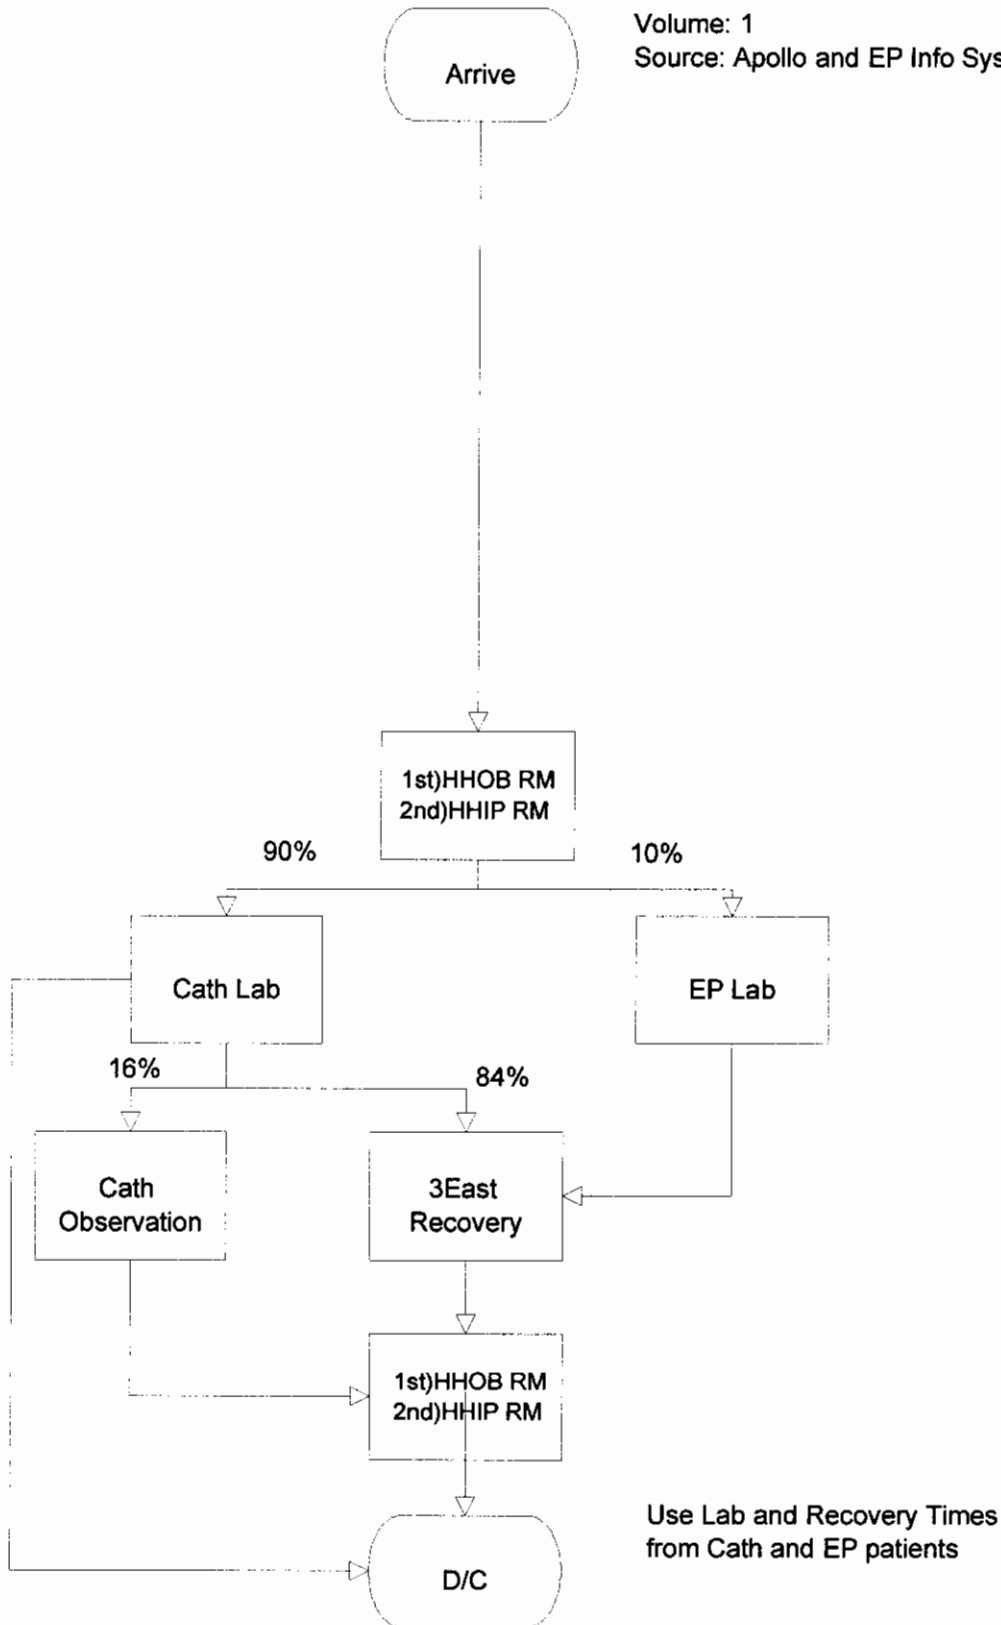 Volume: 1
Source: Apollo and EP Info Sys
Arrive
1st)HHOB RM
2nd)HHIP RM
90%
10%
Cath Lab
EP Lab
16%
84%
Cath
Observation
3East
Recovery
1st)HHOB RM
2nd)HHIP RM
Use Lab and Recovery Times
from Cath and EP patients
D/C